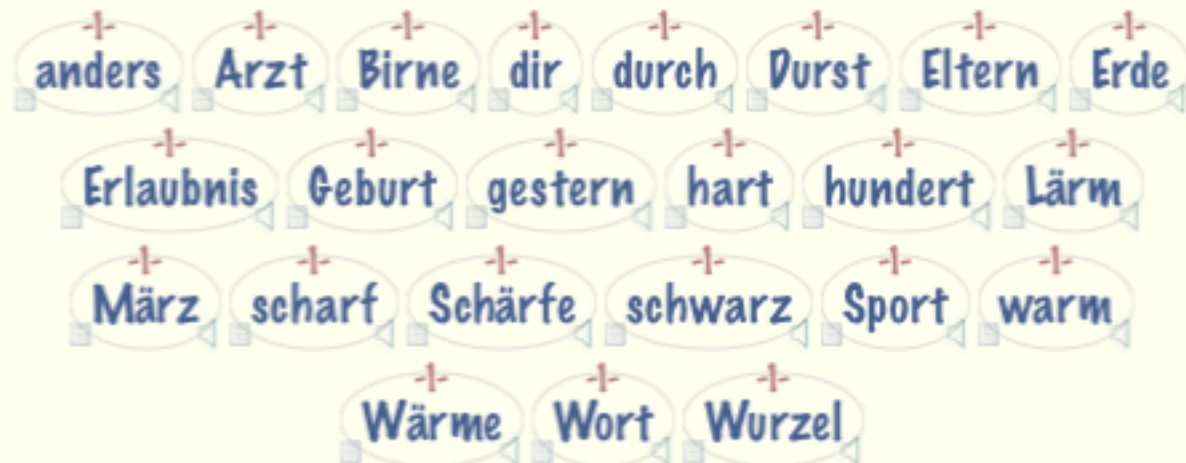 anders Arzt Birne dir durch Durst Eltern Erde
Erlaubnis Geburt gestern hart hundert Lärm
März scharf Schärfe schwarz Sport warm
Wärme Wort Wurzel